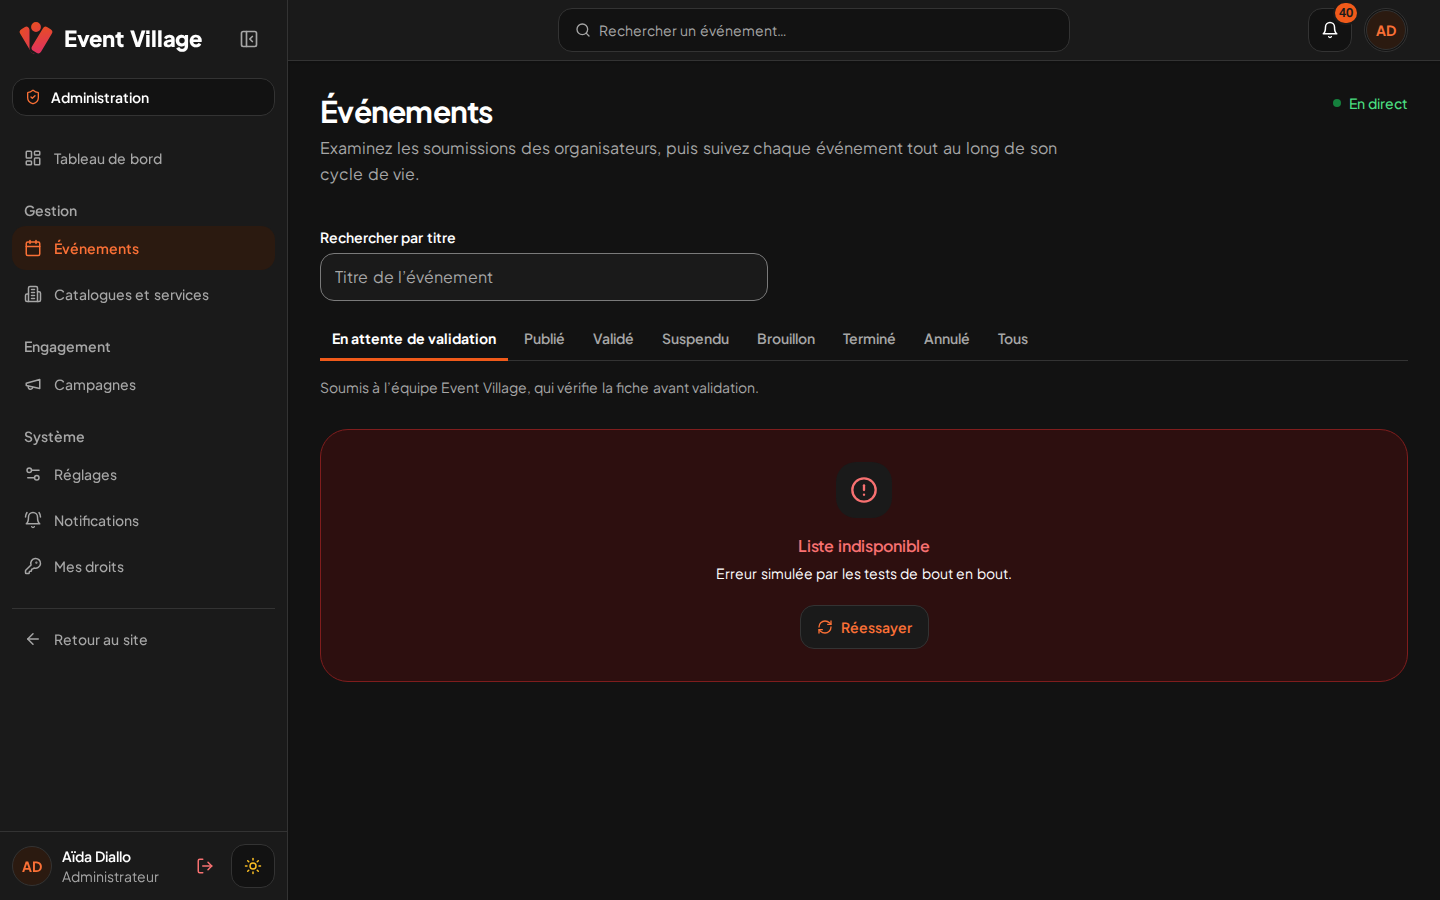 Event Village
Rechercher un événement…
40
AD
Administration
Tableau de bord
Gestion
Événements
Catalogues et services
Engagement
Campagnes
Système
Réglages
Notifications
Mes droits
Retour au site
AD
Aïda Diallo
Administrateur
Événements
En direct
Examinez les soumissions des organisateurs, puis suivez chaque événement tout au long de son
cycle de vie.
Rechercher par titre
Titre de l’événement
En attente de validation Publié Validé Suspendu Brouillon Terminé Annulé Tous
Soumis à l’équipe Event Village, qui vérifie la fiche avant validation.
Liste indisponible
Erreur simulée par les tests de bout en bout.
Réessayer